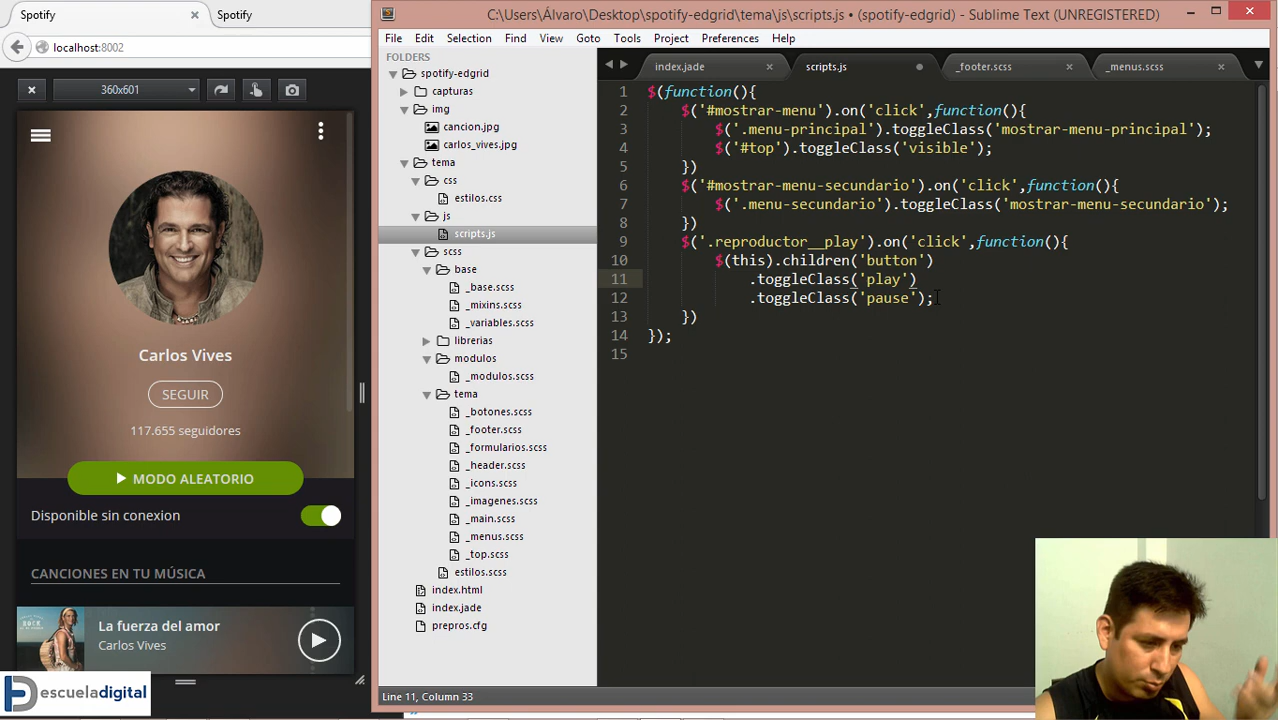 Spotify
Spotify
C:\Users\Álvaro\Desktop\spotify-edgrid\tema\js\scripts.js • (spotify-edgrid) - Sublime Text (UNREGISTERED)
localhost:8002
File Edit Selection Find View Goto Tools Project Preferences Help
360x601
FOLDERS
spotify-edgrid
capturas
img
cancion.jpg
carlos_vives.jpg
tema
css
estilos.css
js
scripts.js
scss
base
_base.scss
_mixins.scss
_variables.scss
librerias
modulos
_modulos.scss
tema
_botones.scss
_footer.scss
_formularios.scss
_header.scss
_icons.scss
_imagenes.scss
_main.scss
_menus.scss
_top.scss
estilos.scss
index.html
index.jade
prepros.cfg
index.jade
scripts.js
_footer.scss
_menus.scss
1 $(function(){
2 $('#mostrar-menu').on('click',function(){
3 $('.menu-principal').toggleClass('mostrar-menu-principal');
4 $('#top').toggleClass('visible');
5 })
6 $('#mostrar-menu-secundario').on('click',function(){
7 $('.menu-secundario').toggleClass('mostrar-menu-secundario');
8 })
9 $('.reproductor__play').on('click',function(){
10 $(this).children('button')
11 .toggleClass('play')
12 .toggleClass('pause');
13 })
14 });
15
Carlos Vives
SEGUIR
117.655 seguidores
MODO ALEATORIO
Disponible sin conexion
CANCIONES EN TU MÚSICA
La fuerza del amor
Carlos Vives
escueladigital
Line 11, Column 33